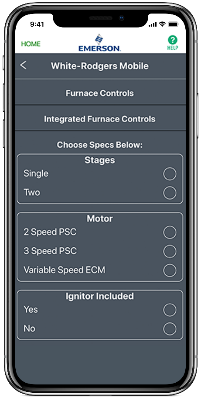 9:41
HOME
EMERSON.
?
HELP
White-Rodgers Mobile
Furnace Controls
Integrated Furnace Controls
Choose Specs Below:
Stages
Single
Two
Motor
2 Speed PSC
3 Speed PSC
Variable Speed ECM
Ignitor Included
Yes
No